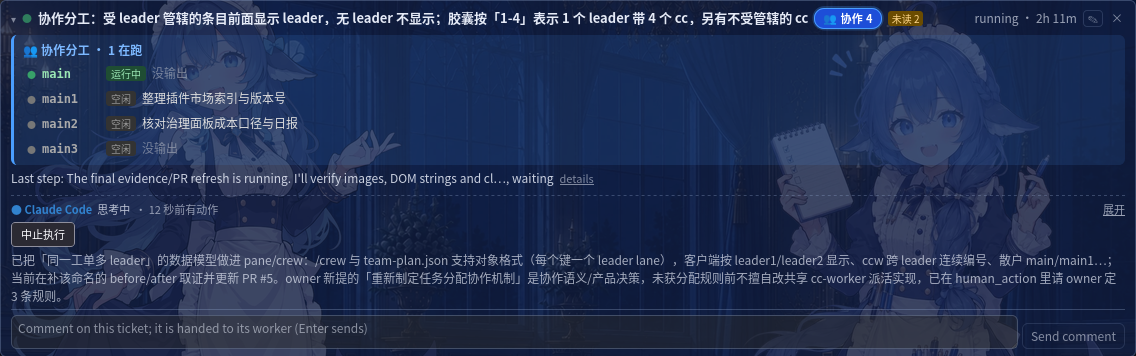 协作分工：受 leader 管辖的条目前面显示 leader，无 leader 不显示；胶囊按「1-4」表示 1 个 leader 带 4 个 cc，另有不受管辖的 cc 👥 协作 4 未读 2 running • 2h 11m
👥 协作分工 • 1 在跑
main 运行中 没输出
main1 空闲 整理插件市场索引与版本号
main2 空闲 核对治理面板成本口径与日报
main3 空闲 没输出
Last step: The final evidence/PR refresh is running. I'll verify images, DOM strings and cl…, waiting details
Claude Code 思考中 • 12 秒前有动作 展开
中止执行
已把「同一工单多 leader」的数据模型做进 pane/crew：/crew 与 team-plan.json 支持对象格式（每个键一个 leader lane），客户端按 leader1/leader2 显示、ccw 跨 leader 连续编号、散户 main/main1…；
当前在补该命名的 before/after 取证并更新 PR #5。owner 新提的「重新制定任务分配协作机制」是协作语义/产品决策，未获分配规则前不擅自改共享 cc-worker 派活实现，已在 human_action 里请 owner 定
3 条规则。
Comment on this ticket; it is handed to its worker (Enter sends) Send comment